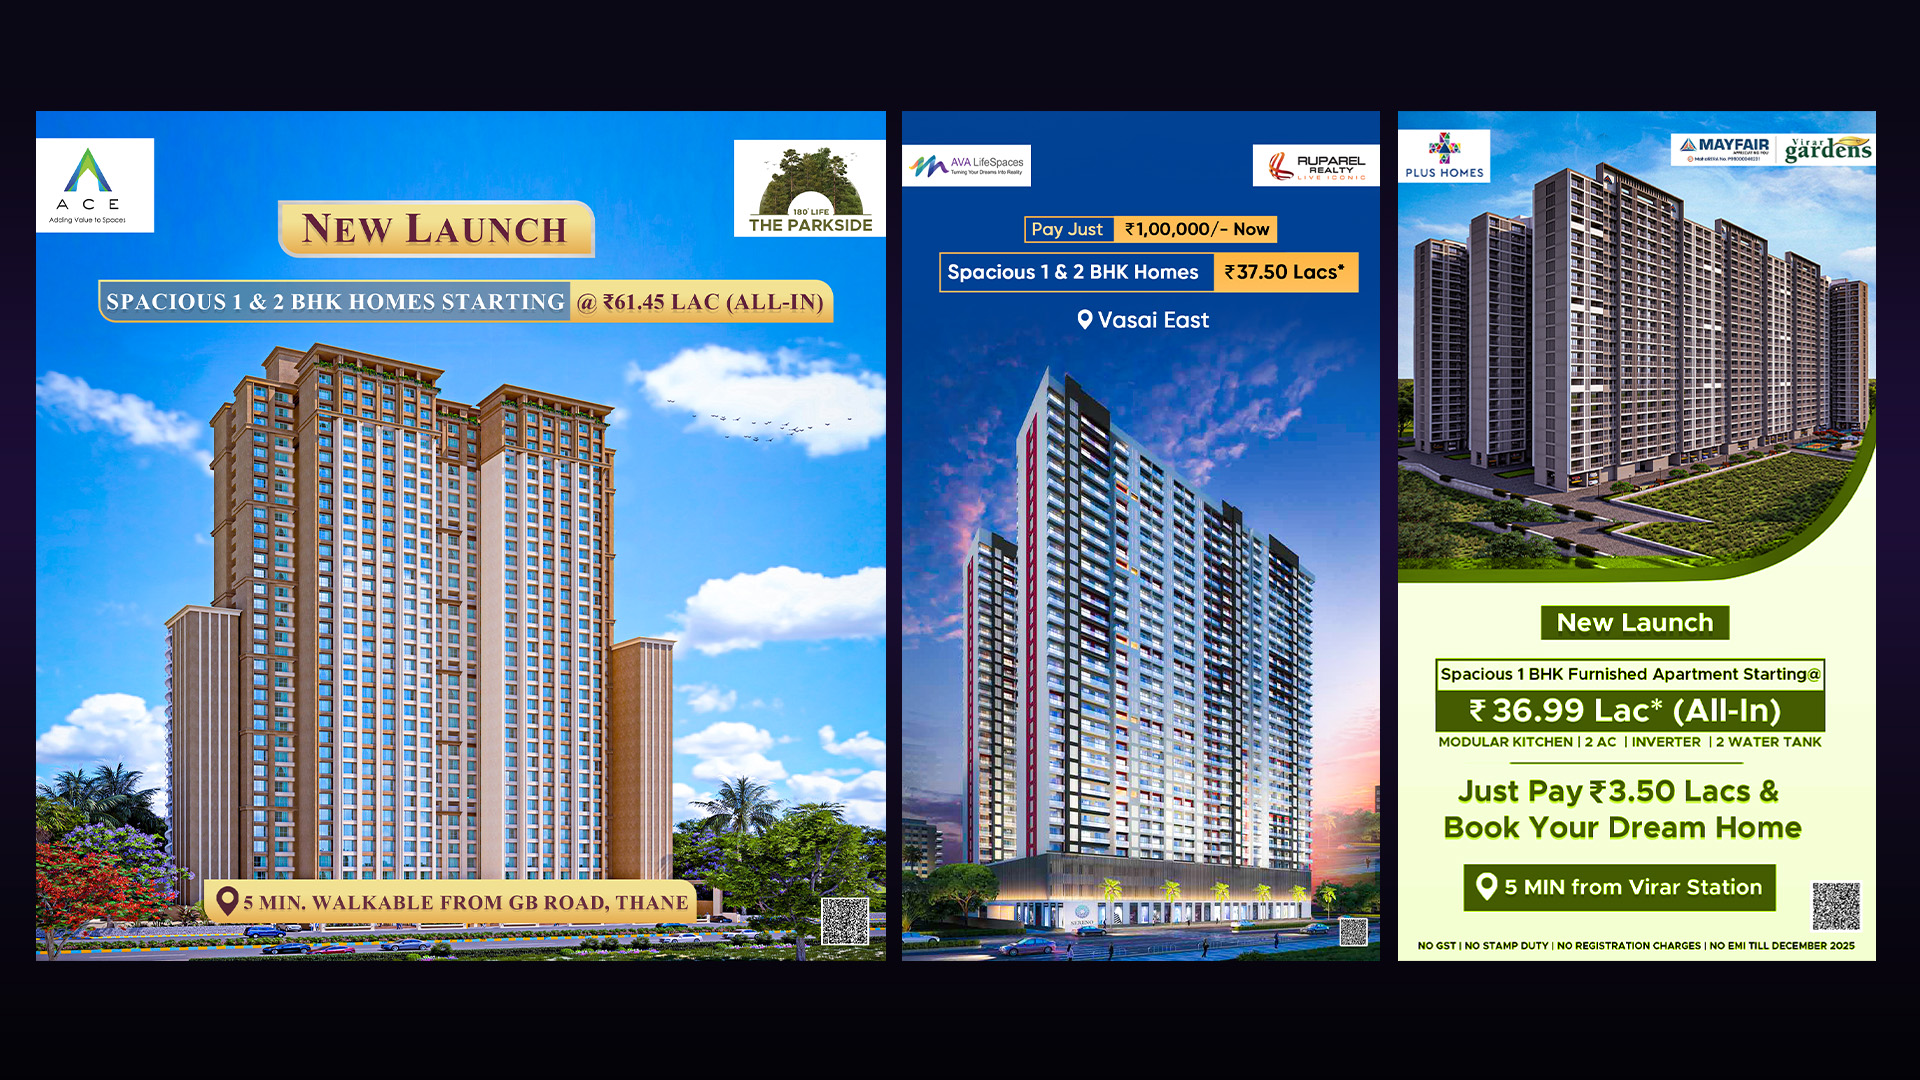 ACE
Adding Value to Spaces
180° LIFE
THE PARKSIDE
NEW LAUNCH
SPACIOUS 1 & 2 BHK HOMES STARTING @ ₹61.45 LAC (ALL-IN)
5 MIN. WALKABLE FROM GB ROAD, THANE
AVA LifeSpaces
Turning Your Dreams Into Reality
RUPAREL
REALTY
LIVE ICONIC
Pay Just ₹1,00,000/- Now
Spacious 1 & 2 BHK Homes ₹37.50 Lacs*
Vasai East
PLUS HOMES
MAYFAIR
Virar
gardens
New Launch
Spacious 1 BHK Furnished Apartment Starting@
₹36.99 Lac* (All-In)
MODULAR KITCHEN | 2 AC | INVERTER | 2 WATER TANK
Just Pay ₹3.50 Lacs &
Book Your Dream Home
5 MIN from Virar Station
NO GST | NO STAMP DUTY | NO REGISTRATION CHARGES | NO EMI TILL DECEMBER 2025